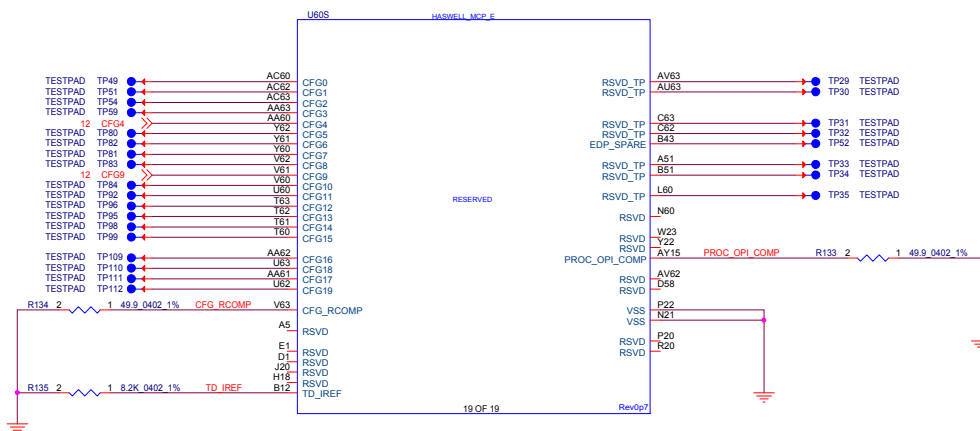 U60S
HASWELL_MCP_E
TESTPAD TP49 AC60 CFG0 RSVD_TP AV63 TP29 TESTPAD
TESTPAD TP51 AC62 CFG1 RSVD_TP AU63 TP30 TESTPAD
TESTPAD TP54 AC63 CFG2
TESTPAD TP59 AA63 CFG3 RSVD_TP C63 TP31 TESTPAD
12 CFG4 AA60 CFG4 RSVD_TP C62 TP32 TESTPAD
TESTPAD TP80 Y62 CFG5 EDP_SPARE B43 TP52 TESTPAD
TESTPAD TP82 Y61 CFG6
TESTPAD TP81 Y60 CFG7 RSVD_TP A51 TP33 TESTPAD
TESTPAD TP83 V62 CFG8 RSVD_TP B51 TP34 TESTPAD
12 CFG9 V61 CFG9
TESTPAD TP84 V60 CFG10 RSVD_TP L60 TP35 TESTPAD
TESTPAD TP92 U60 CFG11
TESTPAD TP96 T63 CFG12 RESERVED RSVD N60
TESTPAD TP95 T62 CFG13
TESTPAD TP98 T61 CFG14 RSVD W23
TESTPAD TP99 T60 CFG15 RSVD Y22
TESTPAD TP109 AA62 CFG16 PROC_OPI_COMP AY15 PROC_OPI_COMP R133 2 1 49.9_0402_1%
TESTPAD TP110 U63 CFG18
TESTPAD TP111 AA61 CFG17 RSVD AV62
TESTPAD TP112 U62 CFG19 RSVD D58
R134 2 1 49.9_0402_1% CFG_RCOMP V63 CFG_RCOMP VSS P22
VSS N21
A5 RSVD
RSVD P20
E1 RSVD RSVD R20
D1 RSVD
J20 RSVD
H18 RSVD
R135 2 1 8.2K_0402_1% TD_IREF B12 TD_IREF
19 OF 19
Rev0p7